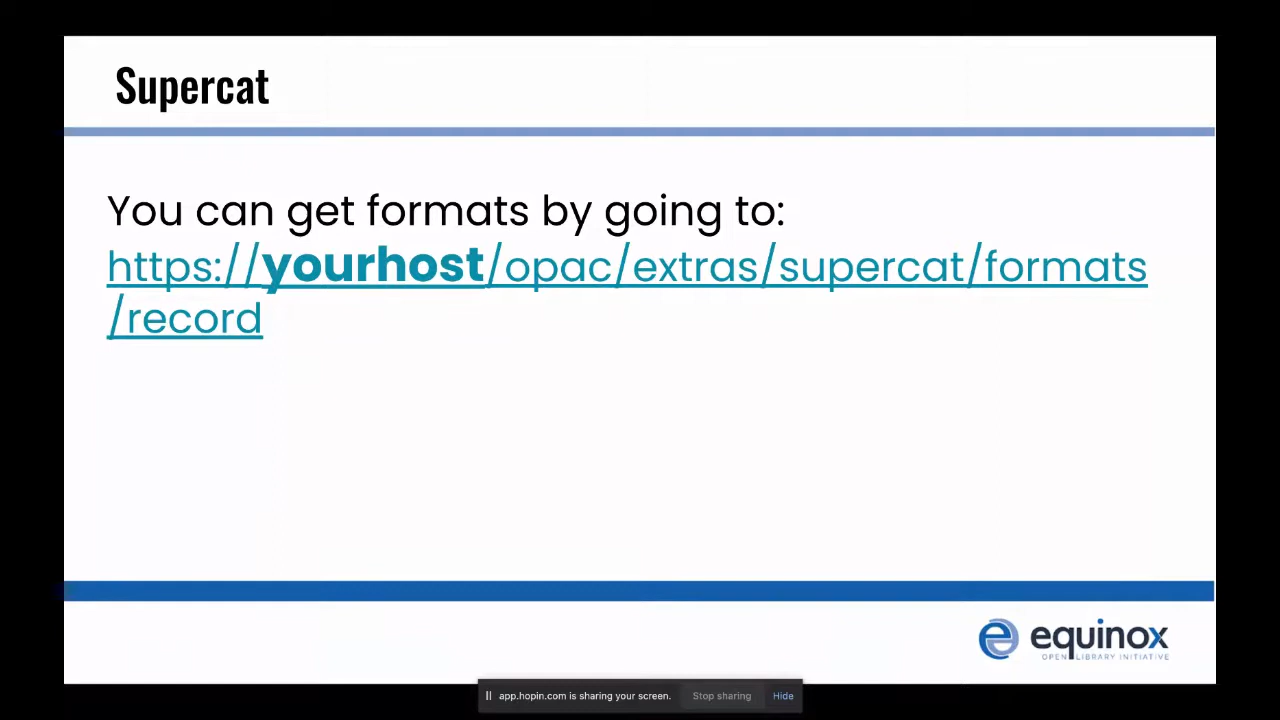 Supercat
You can get formats by going to:
https://yourhost/opac/extras/supercat/formats
/record
equinox
OPEN LIBRARY INITIATIVE
app.hopin.com is sharing your screen. Stop sharing Hide